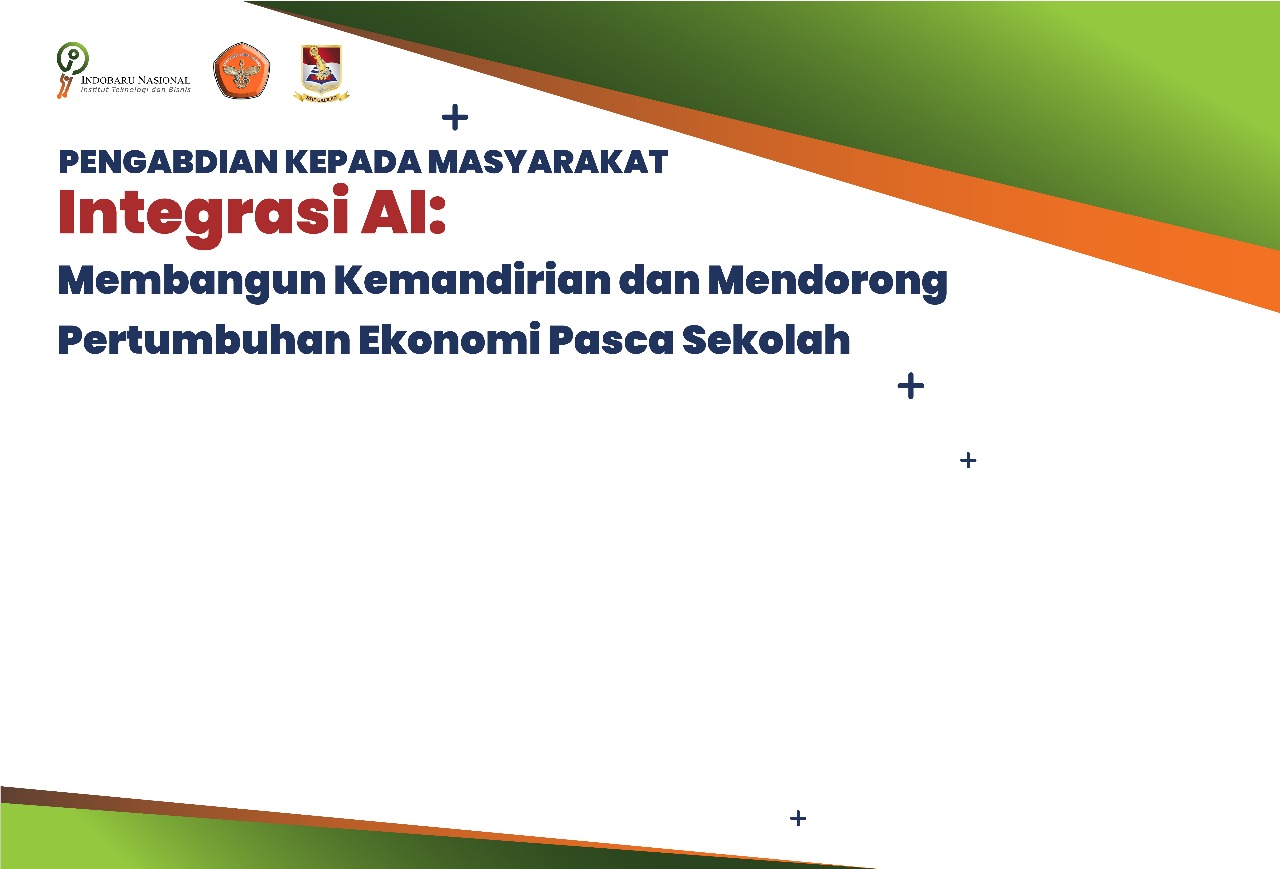 INDOBARU NASIONAL
Institut Teknologi dan Bisnis
PENGABDIAN KEPADA MASYARAKAT
Integrasi AI:
Membangun Kemandirian dan Mendorong
Pertumbuhan Ekonomi Pasca Sekolah